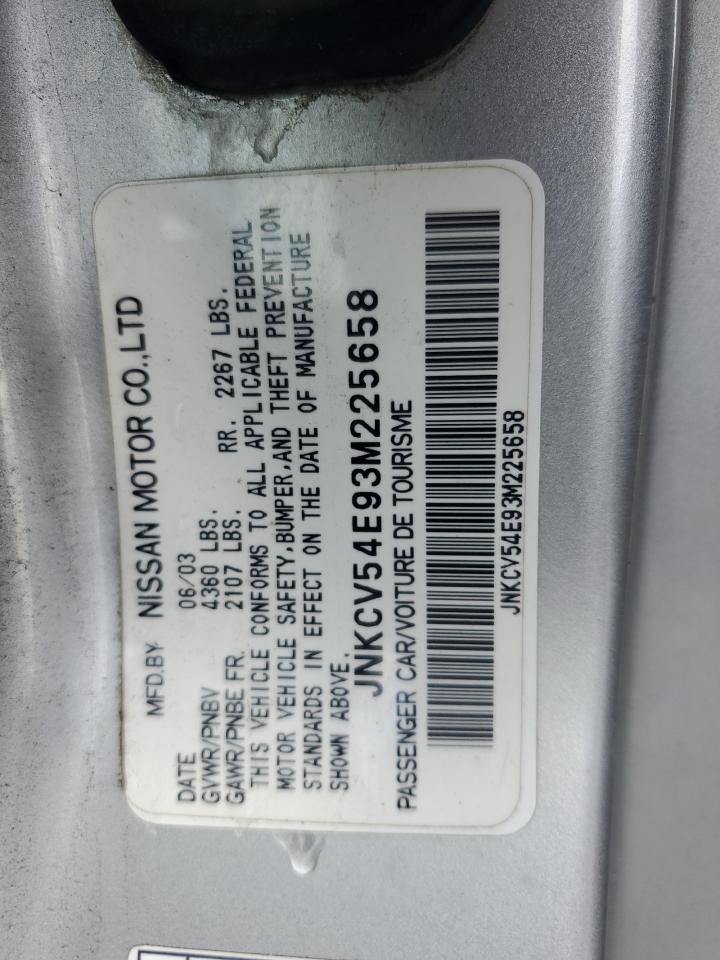 MFD.BY NISSAN MOTOR CO.,LTD
DATE 06/03
GVWR/PNBV 4360 LBS.
GAWR/PNBE FR. 2107 LBS. RR. 2267 LBS.
THIS VEHICLE CONFORMS TO ALL APPLICABLE FEDERAL
MOTOR VEHICLE SAFETY,BUMPER,AND THEFT PREVENTION
STANDARDS IN EFFECT ON THE DATE OF MANUFACTURE
SHOWN ABOVE.
JNKCV54E93M225658
PASSENGER CAR/VOITURE DE TOURISME
JNKCV54E93M225658